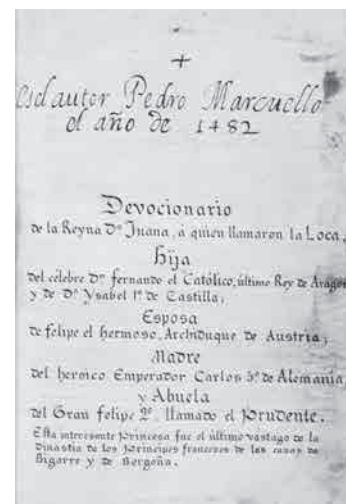 +
Es el autor Pedro Marcuello
el año de 1482
Devocionario
de la Reyna Dª Juana, á quien llamaron la Loca,
Hija
del célebre Dⁿ fernando el Católico, último Rey de Aragon
y de Dª Ysabel 1ª de Castilla;
Esposa
de felipe el hermoso, Archiduque de Austria;
Madre
del heroico Emperador Carlos 5º de Alemania,
y Abuela
del Gran felipe 2º, llamado el prudente.
Esta interesante princesa fue el último vastago de la
dinastia de los principes franceses de las casas de
Bigorre y de Borgoña.